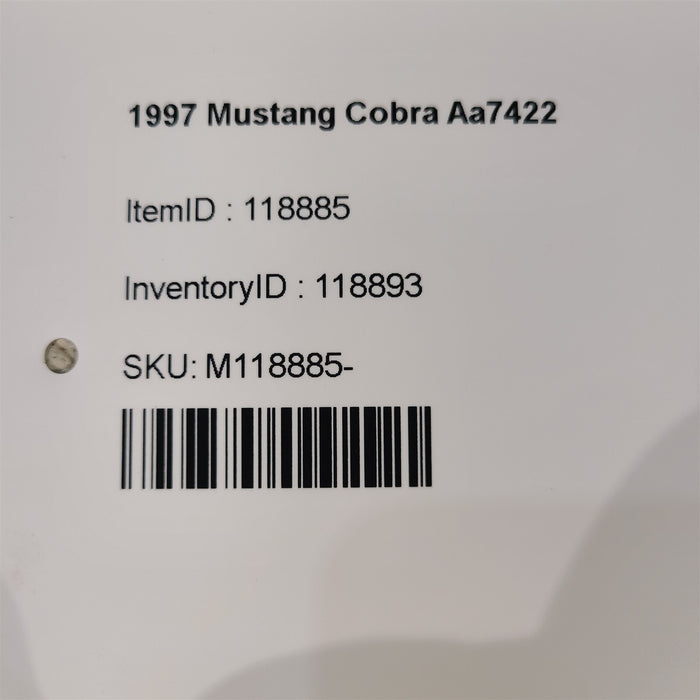 1997 Mustang Cobra Aa7422
ItemID : 118885
InventoryID : 118893
SKU: M118885-